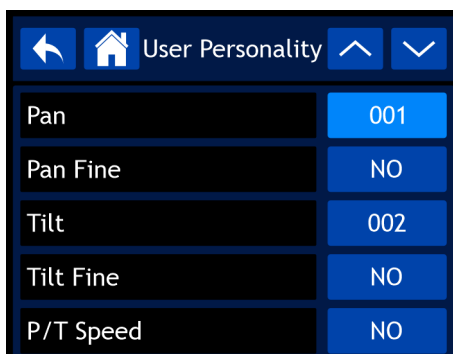 User Personality
Pan 001
Pan Fine NO
Tilt 002
Tilt Fine NO
P/T Speed NO